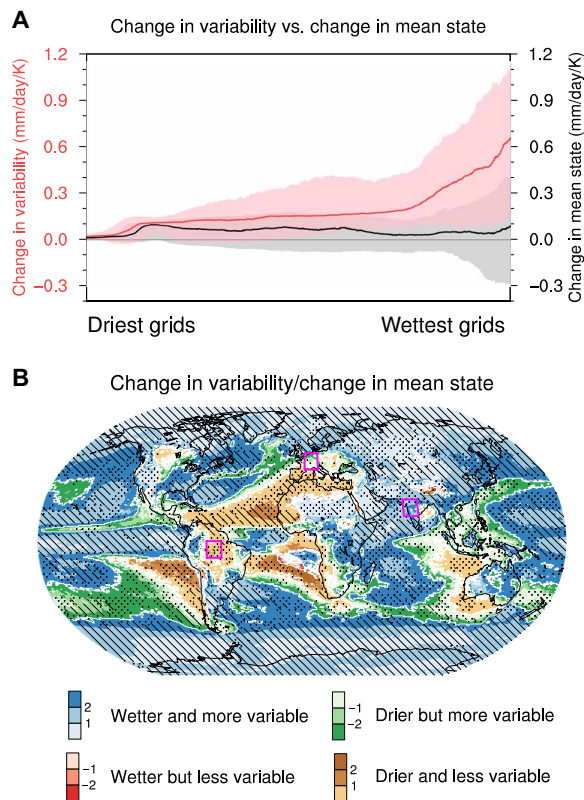 A
Change in variability vs. change in mean state
1.2
0.9
0.6
0.3
0.0
−0.3
Change in variability (mm/day/K)
1.2
0.9
0.6
0.3
0.0
−0.3
Change in mean state (mm/day/K)
Driest grids
Wettest grids
B
Change in variability/change in mean state
2
1
Wetter and more variable
-1
-2
Drier but more variable
-1
-2
Wetter but less variable
2
1
Drier and less variable